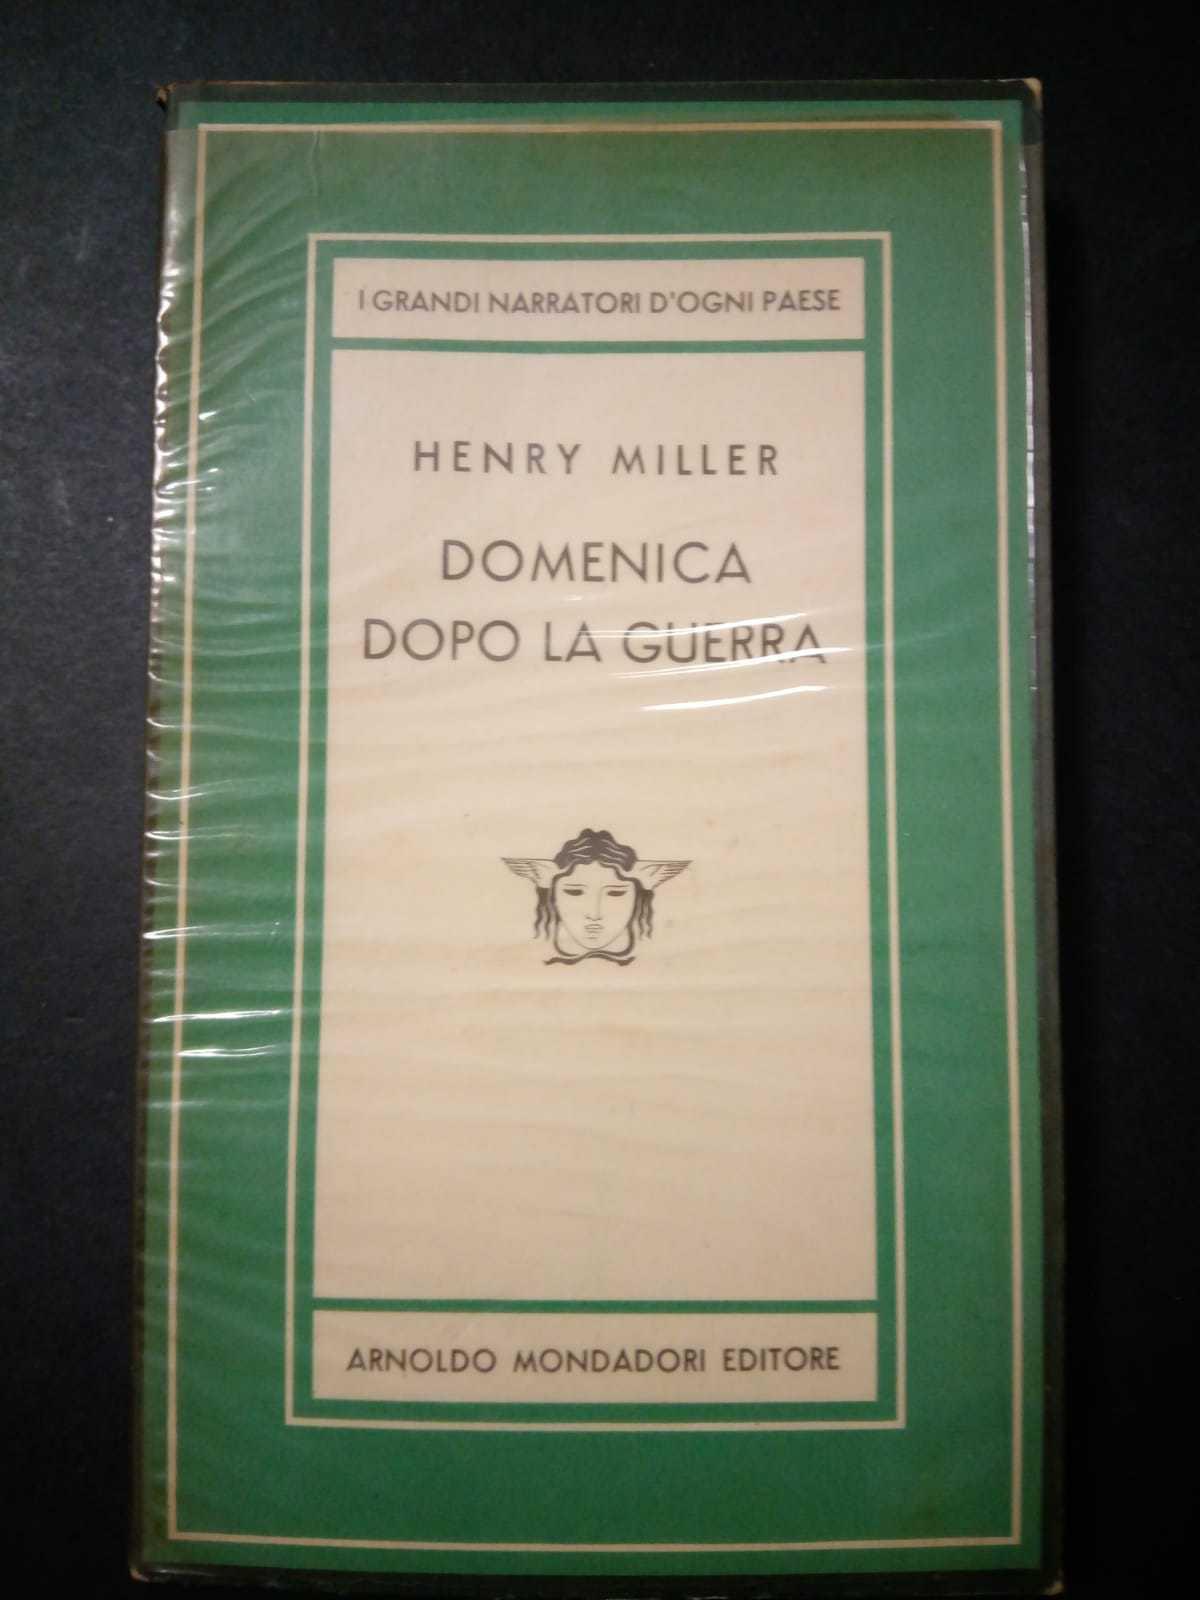 I GRANDI NARRATORI D'OGNI PAESE
HENRY MILLER
DOMENICA
DOPO LA GUERRA
ARNOLDO MONDADORI EDITORE